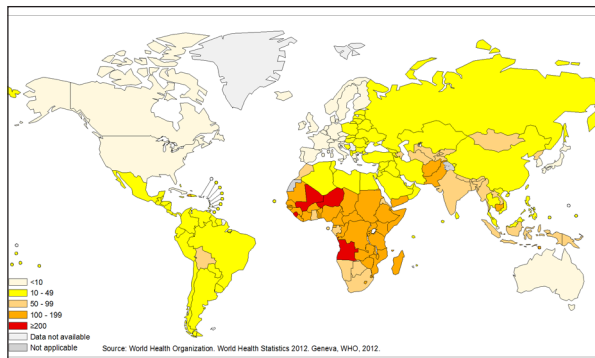 <10
10 - 49
50 - 99
100 - 199
≥200
Data not available
Not applicable
Source: World Health Organization. World Health Statistics 2012. Geneva, WHO, 2012.